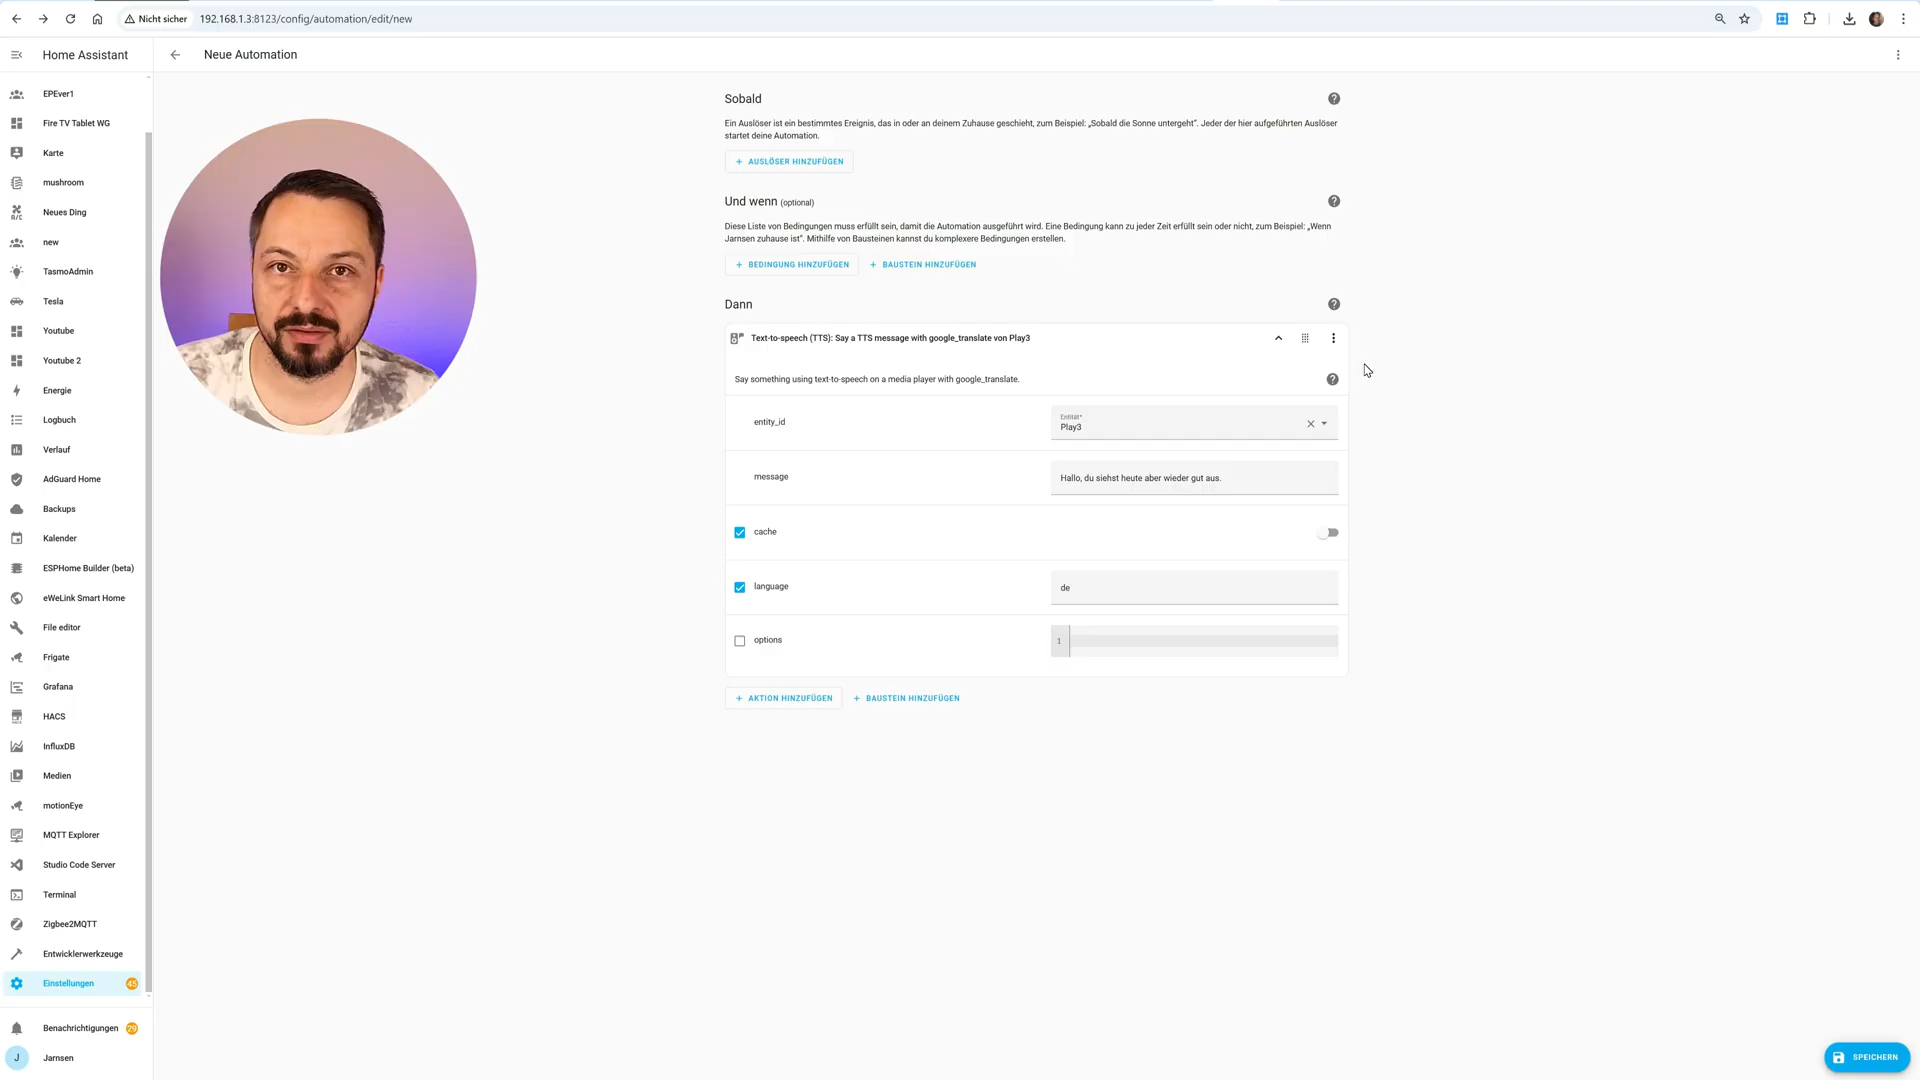 Nicht sicher
192.168.1.3:8123/config/automation/edit/new
Home Assistant
Neue Automation
EPEver1
Fire TV Tablet WG
Karte
mushroom
Neues Ding
new
TasmoAdmin
Tesla
Youtube
Youtube 2
Energie
Logbuch
Verlauf
AdGuard Home
Backups
Kalender
ESPHome Builder (beta)
eWeLink Smart Home
File editor
Frigate
Grafana
HACS
InfluxDB
Medien
motionEye
MQTT Explorer
Studio Code Server
Terminal
Zigbee2MQTT
Entwicklerwerkzeuge
Einstellungen 45
Benachrichtigungen 29
J Jarnsen
Sobald
Ein Auslöser ist ein bestimmtes Ereignis, das in oder an deinem Zuhause geschieht, zum Beispiel: „Sobald die Sonne untergeht“. Jeder der hier aufgeführten Auslöser
startet deine Automation.
+ AUSLÖSER HINZUFÜGEN
Und wenn (optional)
Diese Liste von Bedingungen muss erfüllt sein, damit die Automation ausgeführt wird. Eine Bedingung kann zu jeder Zeit erfüllt sein oder nicht, zum Beispiel: „Wenn
Jarnsen zuhause ist“. Mithilfe von Bausteinen kannst du komplexere Bedingungen erstellen.
+ BEDINGUNG HINZUFÜGEN + BAUSTEIN HINZUFÜGEN
Dann
Text-to-speech (TTS): Say a TTS message with google_translate von Play3
Say something using text-to-speech on a media player with google_translate.
entity_id
Entität*
Play3
message
Hallo, du siehst heute aber wieder gut aus.
cache
language
de
options
1
+ AKTION HINZUFÜGEN + BAUSTEIN HINZUFÜGEN
SPEICHERN